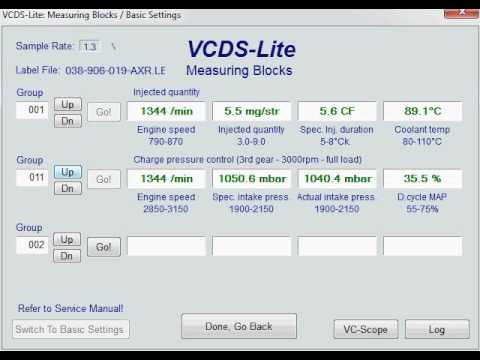 VCDS-Lite: Measuring Blocks / Basic Settings
Sample Rate: 1.3
VCDS-Lite
Label File: 038-906-019-AXR.LE
Measuring Blocks
Group
Injected quantity
001 Up Dn Go! 1344 /min 5.5 mg/str 5.6 CF 89.1°C
Engine speed Injected quantity Spec. Inj. duration Coolant temp
790-870 3.0-9.0 5-8°Ck. 80-110°C
Group
Charge pressure control (3rd gear - 3000rpm - full load)
011 Up Dn Go! 1344 /min 1050.6 mbar 1040.4 mbar 35.5 %
Engine speed Spec. intake press. Actual intake press. D.cycle MAP
2850-3150 1900-2150 1900-2150 55-75%
Group
002 Up Dn Go!
Refer to Service Manual!
Switch To Basic Settings Done, Go Back VC-Scope Log